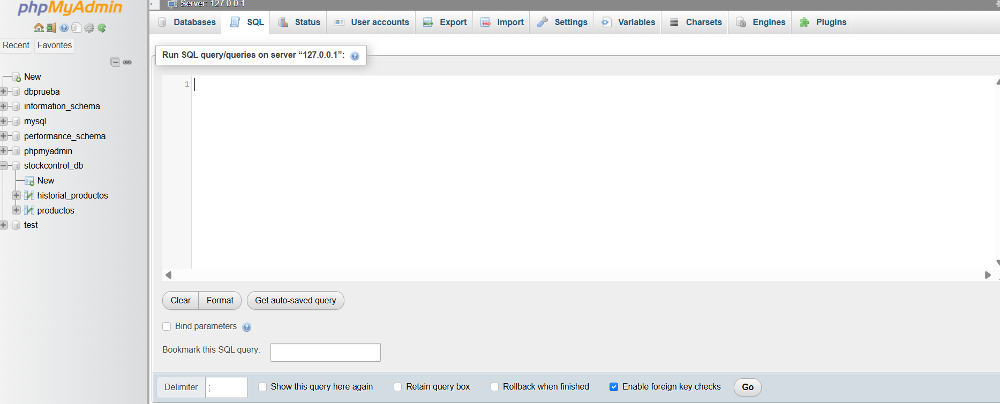 phpMyAdmin
Recent
Favorites
New
dbprueba
information_schema
mysql
performance_schema
phpmyadmin
stockcontrol_db
New
historial_productos
productos
test
Server: 127.0.0.1
Databases
SQL
Status
User accounts
Export
Import
Settings
Variables
Charsets
Engines
Plugins
Run SQL query/queries on server “127.0.0.1”:
1
Clear
Format
Get auto-saved query
Bind parameters
Bookmark this SQL query:
Delimiter
;
Show this query here again
Retain query box
Rollback when finished
Enable foreign key checks
Go